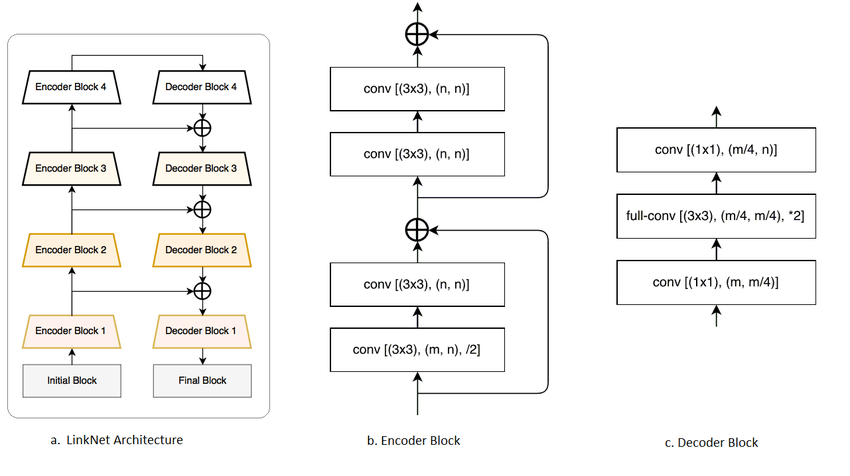 Encoder Block 4
Decoder Block 4
Encoder Block 3
Decoder Block 3
Encoder Block 2
Decoder Block 2
Encoder Block 1
Decoder Block 1
Initial Block
Final Block
a. LinkNet Architecture
conv [(3x3), (n, n)]
conv [(3x3), (n, n)]
conv [(3x3), (n, n)]
conv [(3x3), (m, n), /2]
b. Encoder Block
conv [(1x1), (m/4, n)]
full-conv [(3x3), (m/4, m/4), *2]
conv [(1x1), (m, m/4)]
c. Decoder Block